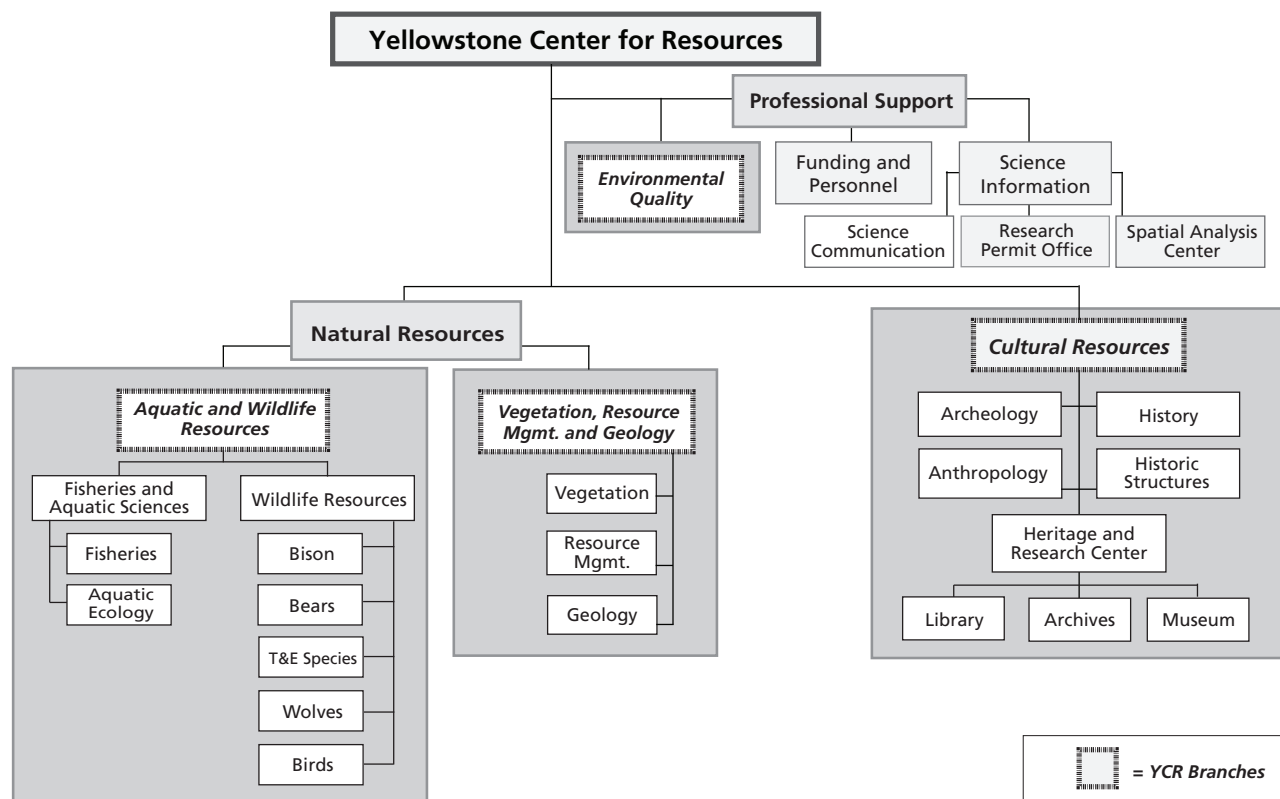 Yellowstone Center for Resources
Professional Support
Environmental
Quality
Funding and
Personnel
Science
Information
Science
Communication
Research
Permit Office
Spatial Analysis
Center
Natural Resources
Aquatic and Wildlife
Resources
Fisheries and
Aquatic Sciences
Fisheries
Aquatic
Ecology
Wildlife Resources
Bison
Bears
T&E Species
Wolves
Birds
Vegetation, Resource
Mgmt. and Geology
Vegetation
Resource
Mgmt.
Geology
Cultural Resources
Archeology
History
Anthropology
Historic
Structures
Heritage and
Research Center
Library
Archives
Museum
= YCR Branches